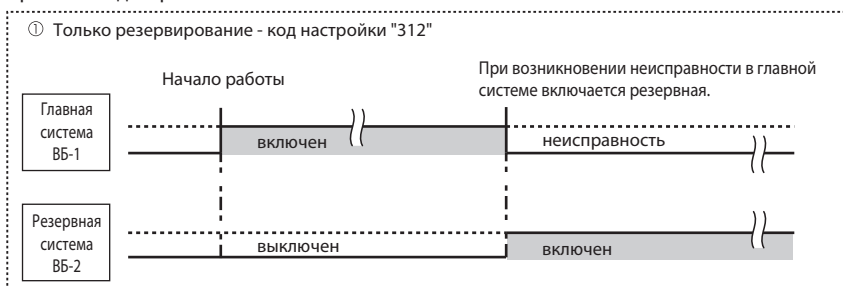 ① Только резервирование - код настройки "312"
Начало работы
При возникновении неисправности в главной
системе включается резервная.
Главная
система
ВБ-1
включен
неисправность
Резервная
система
ВБ-2
выключен
включен